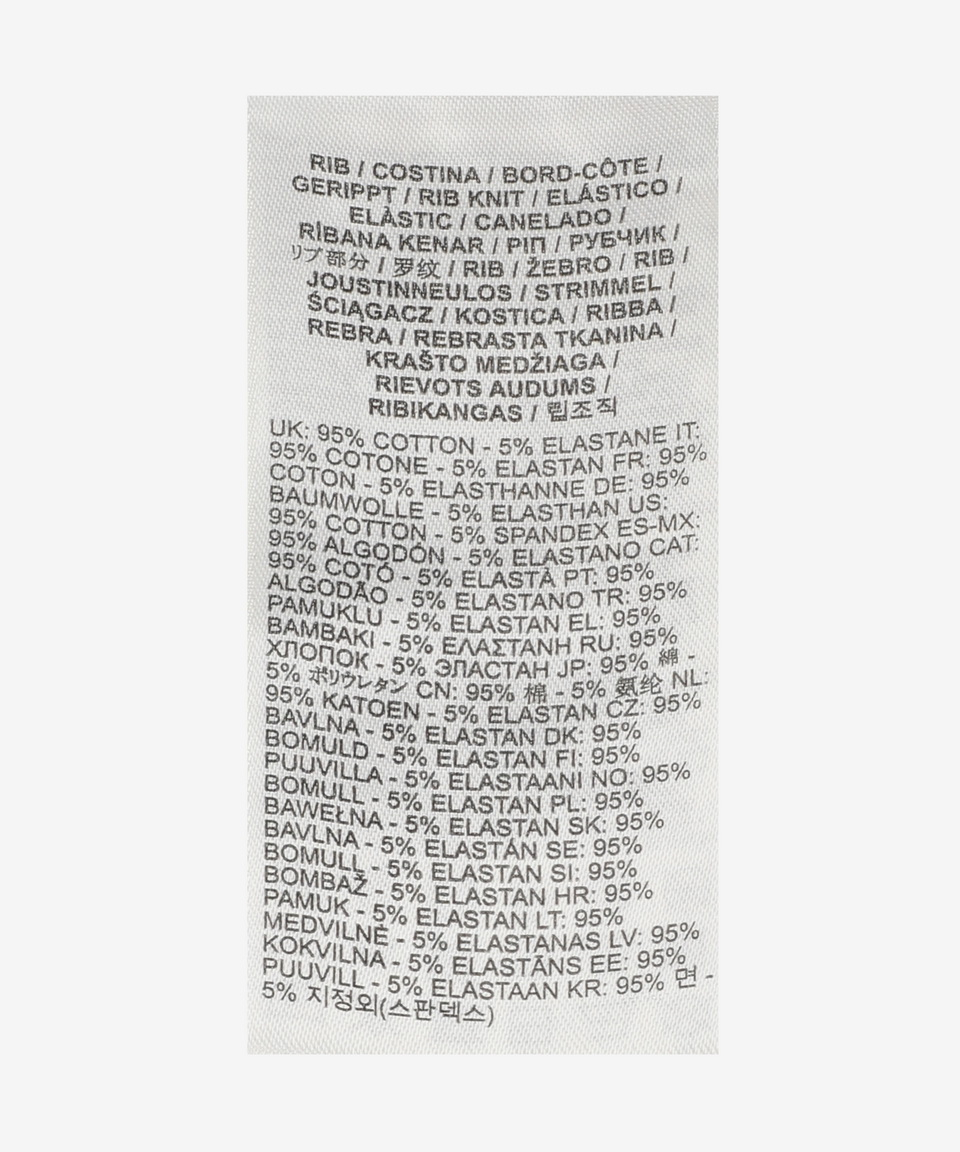 RIB / COSTINA / BORD-CÔTE /
GERIPPT / RIB KNIT / ELÁSTICO /
ELÀSTIC / CANELADO /
RİBANA KENAR / ΡΙΠ / РУБЧИК /
リブ部分 / 罗纹 / RIB / ŽEBRO / RIB /
JOUSTINNEULOS / STRIMMEL /
ŚCIĄGACZ / KOSTICA / RIBBA /
REBRA / REBRASTA TKANINA /
KRAŠTO MEDŽIAGA /
RIEVOTS AUDUMS /
RIBIKANGAS / 립조직
UK: 95% COTTON - 5% ELASTANE IT:
95% COTONE - 5% ELASTAN FR: 95%
COTON - 5% ELASTHANNE DE: 95%
BAUMWOLLE - 5% ELASTHAN US:
95% COTTON - 5% SPANDEX ES-MX:
95% ALGODÓN - 5% ELASTANO CAT:
95% COTÓ - 5% ELASTÀ PT: 95%
ALGODÃO - 5% ELASTANO TR: 95%
PAMUKLU - 5% ELASTAN EL: 95%
ΒΑΜΒΑΚΙ - 5% ΕΛΑΣΤΑΝΗ RU: 95%
ХЛОПОК - 5% ЭЛАСТАН JP: 95% 綿 -
5% ポリウレタン CN: 95% 棉 - 5% 氨纶 NL:
95% KATOEN - 5% ELASTAN CZ: 95%
BAVLNA - 5% ELASTAN DK: 95%
BOMULD - 5% ELASTAN FI: 95%
PUUVILLA - 5% ELASTAANI NO: 95%
BOMULL - 5% ELASTAN PL: 95%
BAWEŁNA - 5% ELASTAN SK: 95%
BAVLNA - 5% ELASTÁN SE: 95%
BOMULL - 5% ELASTAN SI: 95%
BOMBAŽ - 5% ELASTAN HR: 95%
PAMUK - 5% ELASTAN LT: 95%
MEDVILNĖ - 5% ELASTANAS LV: 95%
KOKVILNA - 5% ELASTĀNS EE: 95%
PUUVILL - 5% ELASTAAN KR: 95% 면 -
5% 지정외(스판덱스)